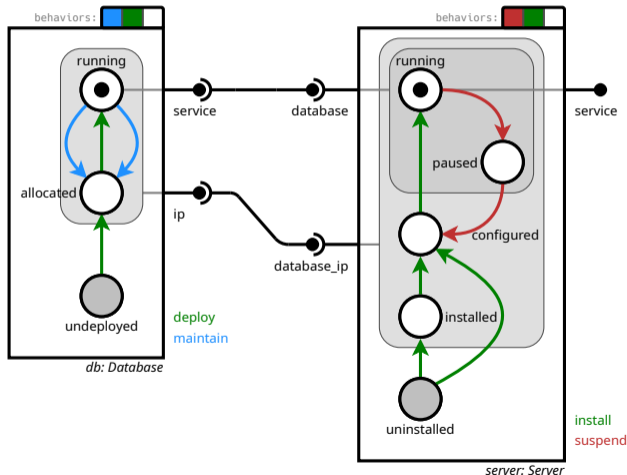 behaviors:
behaviors:
running
service
database
running
service
paused
allocated
ip
configured
database_ip
undeployed
deploy
maintain
installed
db: Database
uninstalled
install
suspend
server: Server